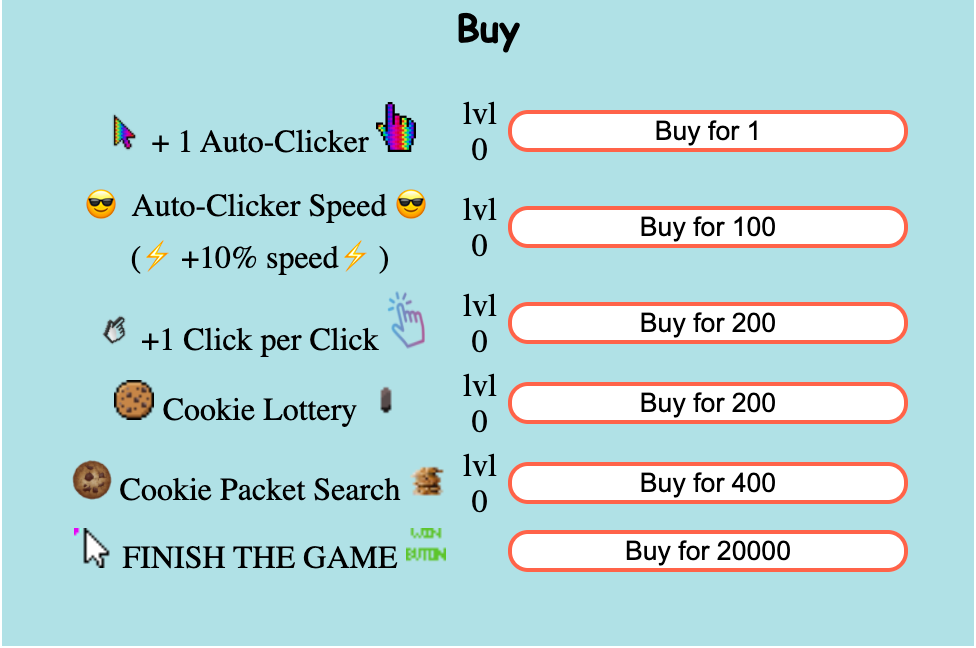 Buy
+ 1 Auto-Clicker
lvl
0
Buy for 1
Auto-Clicker Speed
(⚡ +10% speed⚡ )
lvl
0
Buy for 100
+1 Click per Click
lvl
0
Buy for 200
Cookie Lottery
lvl
0
Buy for 200
Cookie Packet Search
lvl
0
Buy for 400
FINISH THE GAME
WIN
BUTTON
Buy for 20000